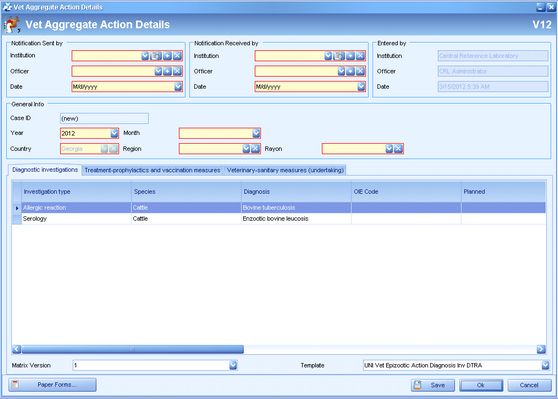 Vet Aggregate Action Details
Vet Aggregate Action Details V12
Notification Sent by Notification Received by Entered by
Institution Institution Institution Central Reference Laboratory
Officer Officer Officer CRL Administrator
Date M/d/yyyy Date M/d/yyyy Date 3/15/2012 5:39 AM
General Info
Case ID (new)
Year 2012 Month
Country Georgia Region Rayon
Diagnostic investigations Treatment-prophylactics and vaccination measures Veterinary-sanitary measures (undertaking)
Investigation type Species Diagnosis OIE Code Planned
Allergic reaction Cattle Bovine tuberculosis
Serology Cattle Enzootic bovine leucosis
Matrix Version 1 Template UNI Vet Epizootic Action Diagnosis Inv DTRA
Paper Forms... Save Ok Cancel